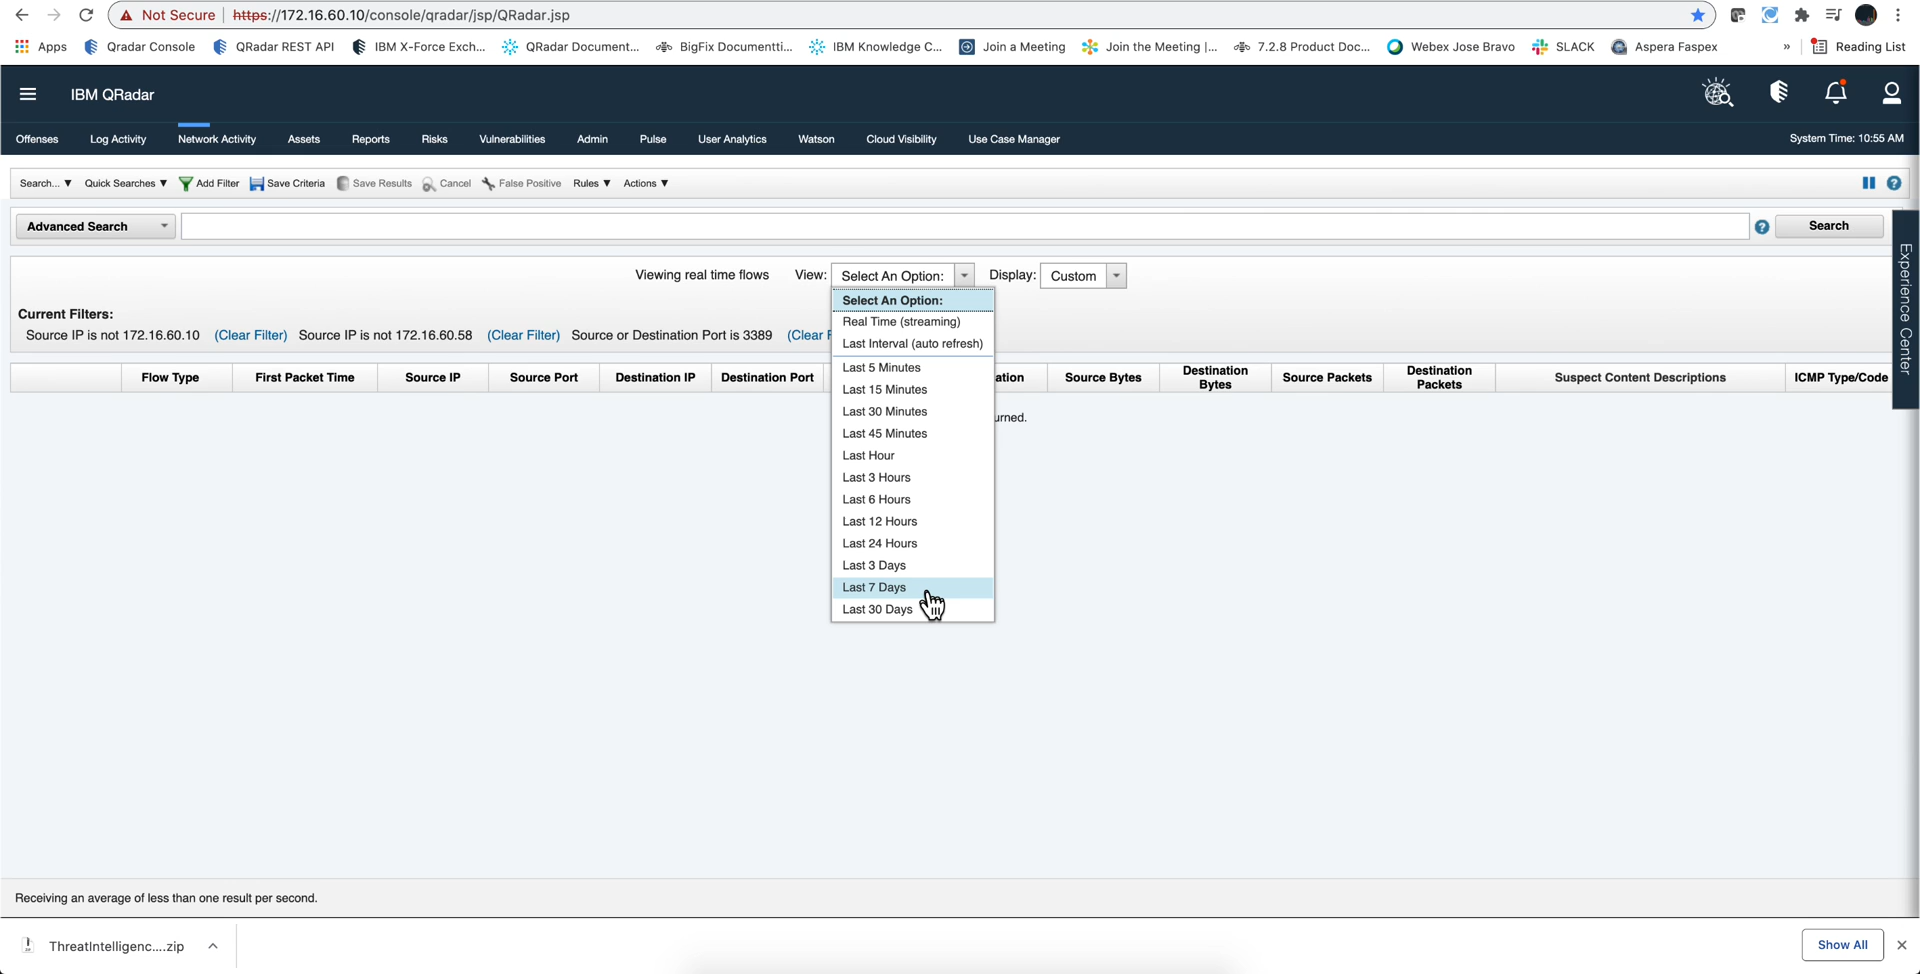 Not Secure https://172.16.60.10/console/qradar/jsp/QRadar.jsp
Apps Qradar Console QRadar REST API IBM X-Force Exch... QRadar Document... BigFix Documentti... IBM Knowledge C... Join a Meeting Join the Meeting |... 7.2.8 Product Doc... Webex Jose Bravo SLACK Aspera Faspex » Reading List
IBM QRadar
Offenses Log Activity Network Activity Assets Reports Risks Vulnerabilities Admin Pulse User Analytics Watson Cloud Visibility Use Case Manager System Time: 10:55 AM
Search... Quick Searches Add Filter Save Criteria Save Results Cancel False Positive Rules Actions ?
Advanced Search ? Search
Viewing real time flows View: Select An Option: Display: Custom
Select An Option:
Real Time (streaming)
Last Interval (auto refresh)
Last 5 Minutes
Last 15 Minutes
Last 30 Minutes
Last 45 Minutes
Last Hour
Last 3 Hours
Last 6 Hours
Last 12 Hours
Last 24 Hours
Last 3 Days
Last 7 Days
Last 30 Days
Current Filters:
Source IP is not 172.16.60.10 (Clear Filter) Source IP is not 172.16.60.58 (Clear Filter) Source or Destination Port is 3389 (Clear F
Flow Type First Packet Time Source IP Source Port Destination IP Destination Port ation Source Bytes Destination Bytes Source Packets Destination Packets Suspect Content Descriptions ICMP Type/Code
urned.
Experience Center
Receiving an average of less than one result per second.
ThreatIntelligenc....zip Show All